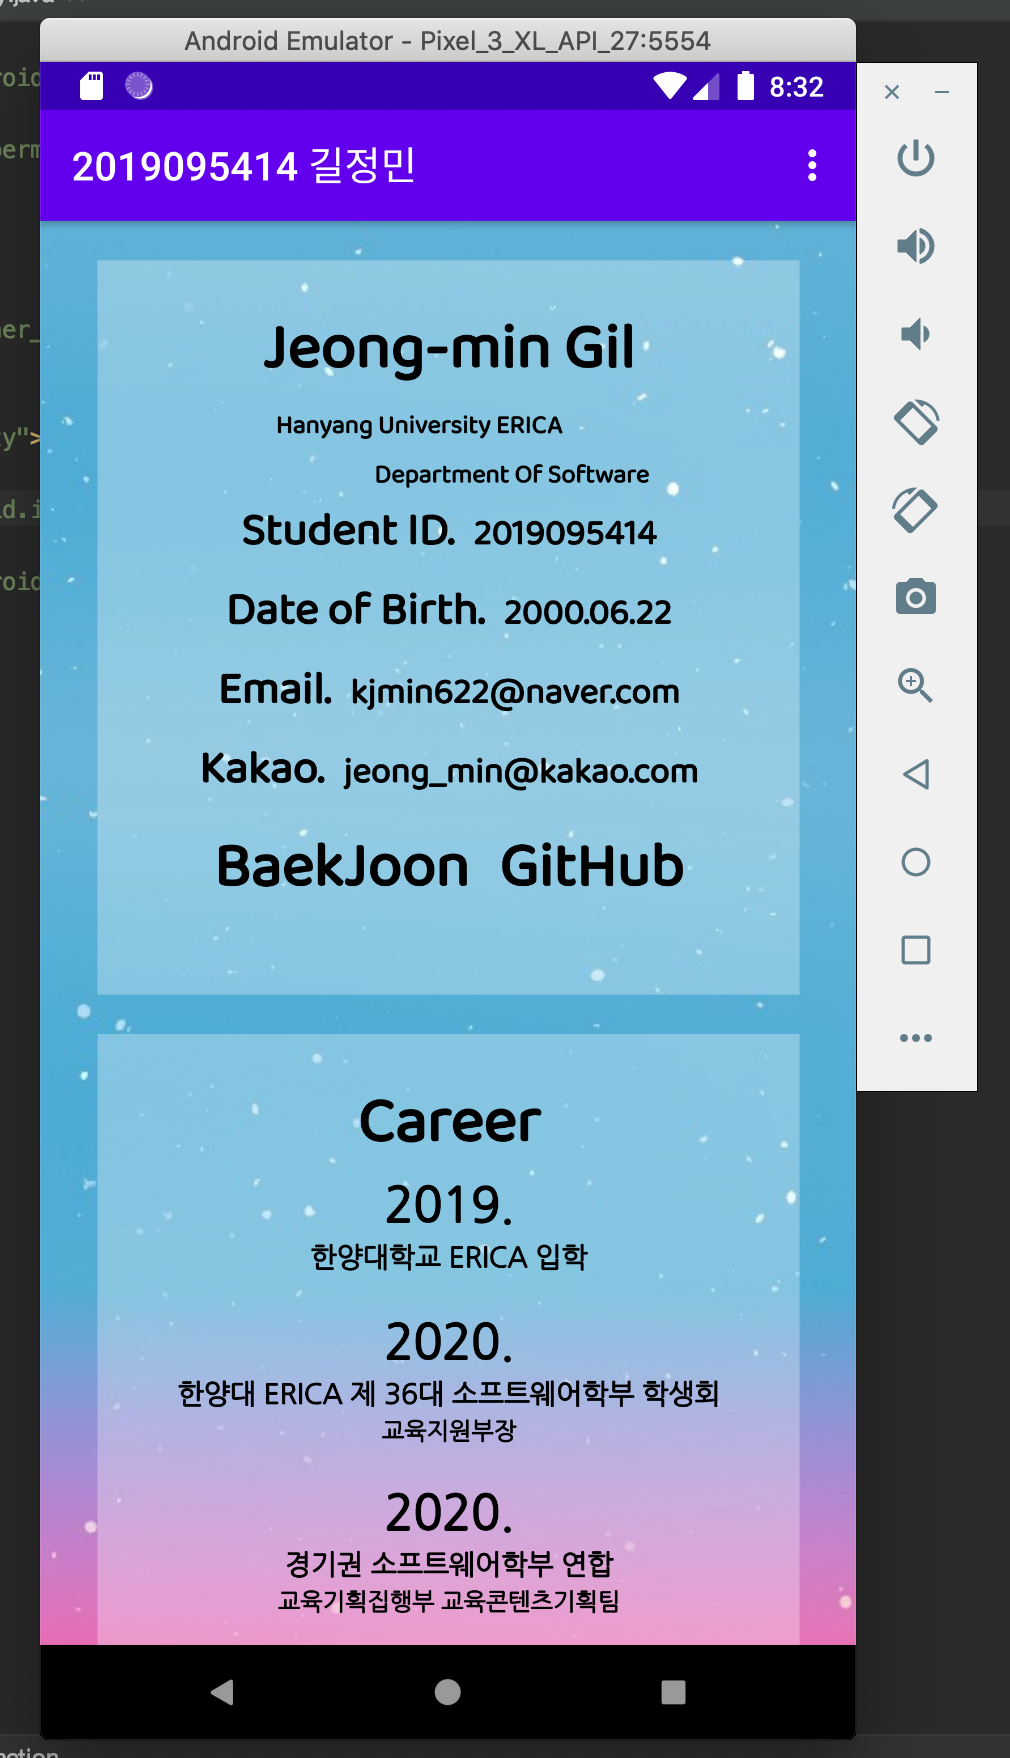 Android Emulator - Pixel_3_XL_API_27:5554
8:32
2019095414 길정민
Jeong-min Gil
Hanyang University ERICA
Department Of Software
Student ID. 2019095414
Date of Birth. 2000.06.22
Email. kjmin622@naver.com
Kakao. jeong_min@kakao.com
BaekJoon GitHub
Career
2019.
한양대학교 ERICA 입학
2020.
한양대 ERICA 제 36대 소프트웨어학부 학생회
교육지원부장
2020.
경기권 소프트웨어학부 연합
교육기획집행부 교육콘텐츠기획팀